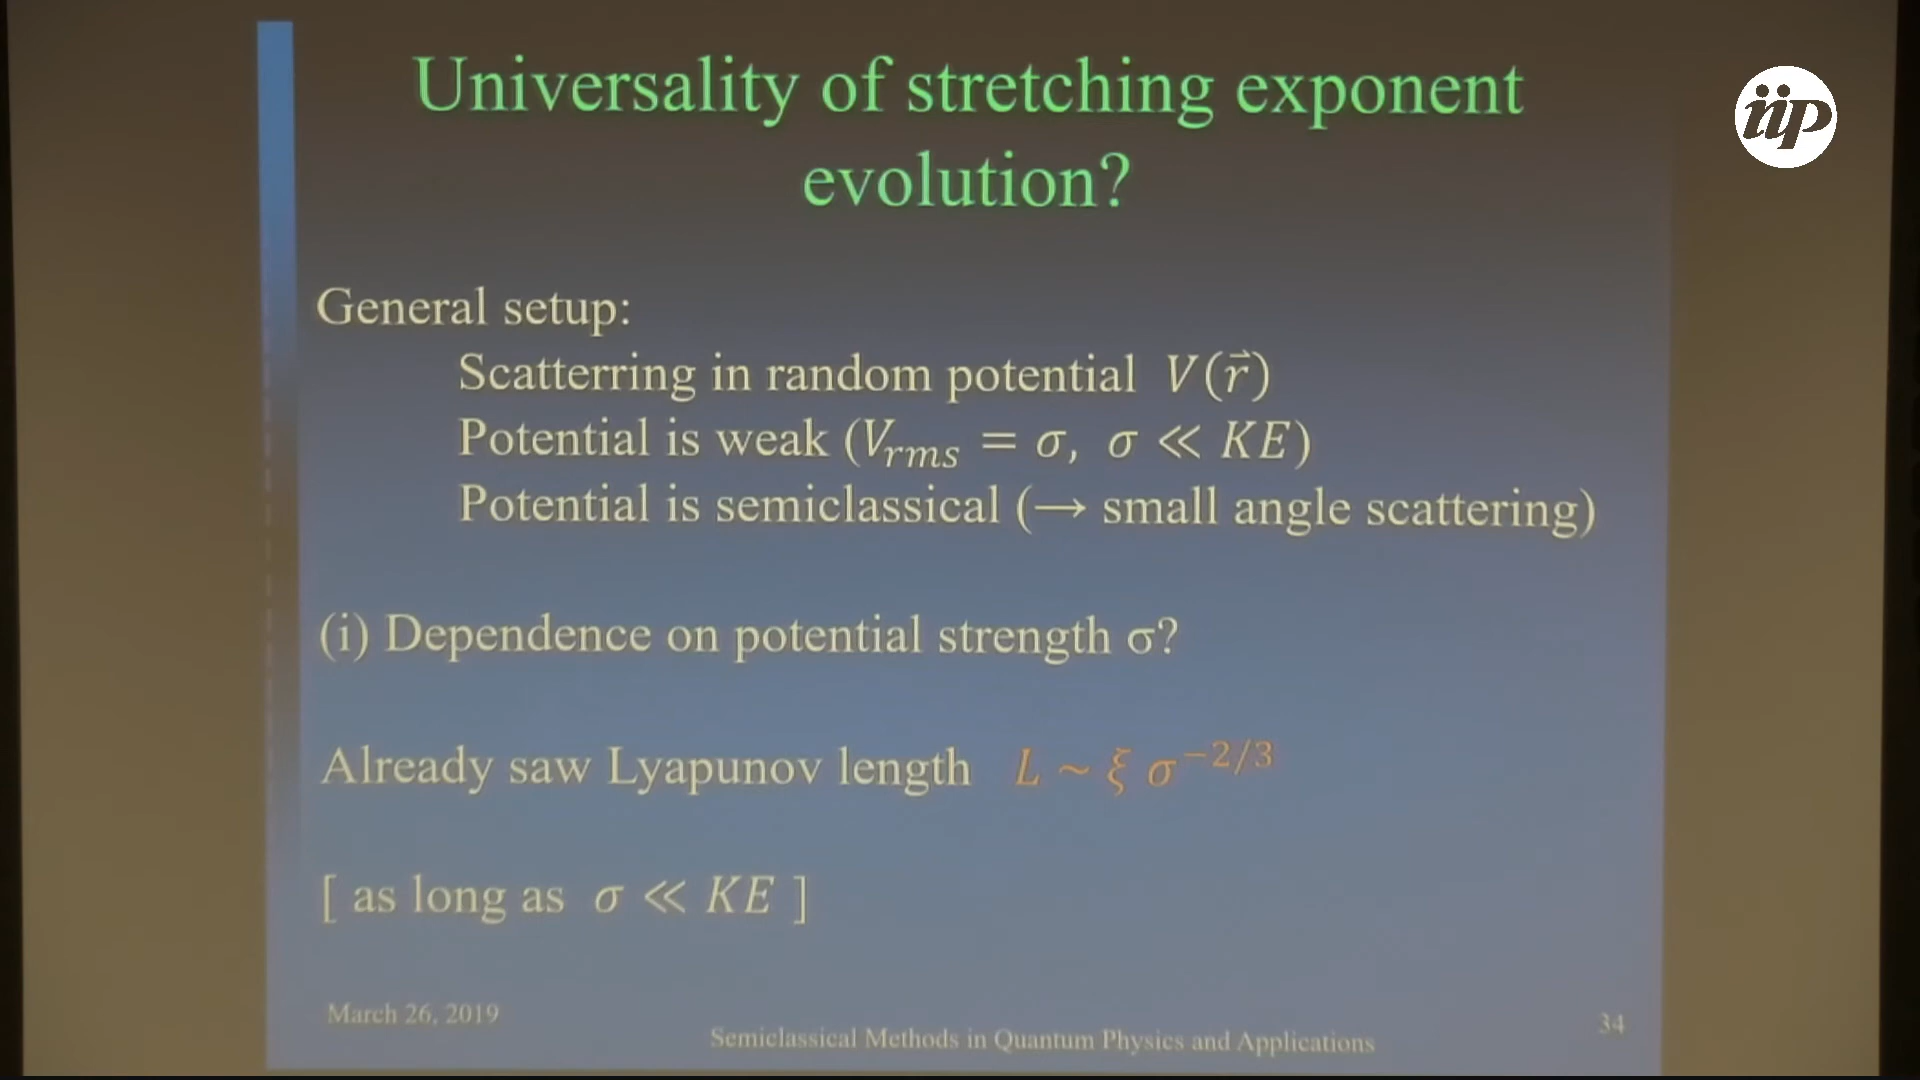 Universality of stretching exponent
evolution?
iip
General setup:
Scatterring in random potential V(r⃗)
Potential is weak (V_rms = σ, σ ≪ KE)
Potential is semiclassical (→ small angle scattering)
(i) Dependence on potential strength σ?
Already saw Lyapunov length L ~ ξ σ^{-2/3}
[ as long as σ ≪ KE ]
March 26, 2019
Semiclassical Methods in Quantum Physics and Applications
34